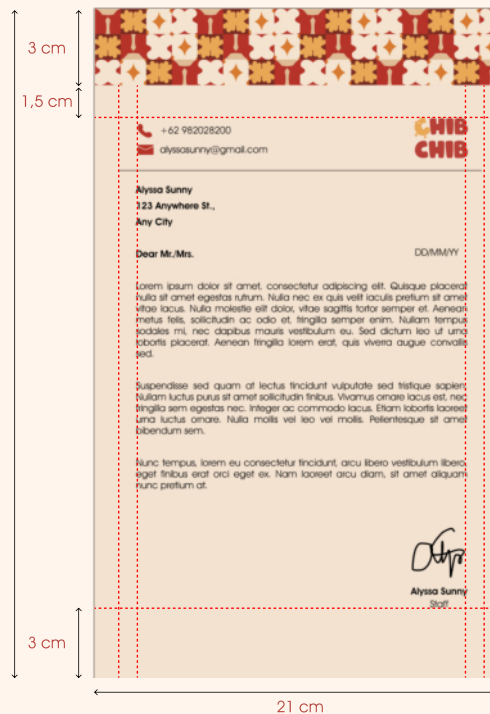 3 cm
1,5 cm
+62 982028200
alyssasunny@gmail.com
CHIB
CHIB
Alyssa Sunny
123 Anywhere St.,
Any City
Dear Mr./Mrs.
DD/MM/YY
Lorem ipsum dolor sit amet, consectetur adipiscing elit. Quisque placerat
nulla sit amet egestas rutrum. Nulla nec ex quis velit iaculis pretium sit amet
vitae lacus. Nulla molestie elit dolor, vitae sagittis tortor semper et. Aenean
metus felis, sollicitudin ac odio et, fringilla semper enim. Nullam tempus
sodales mi, nec dapibus mauris vestibulum eu. Sed dictum leo ut urna
lobortis placerat. Aenean fringilla lorem erat, quis viverra augue convallis
sed.
Suspendisse sed quam at lectus tincidunt vulputate sed tristique sapien.
Nullam luctus purus sit amet sollicitudin finibus. Vivamus ornare lacus est, nec
fringilla sem egestas nec. Integer ac commodo lacus. Etiam lobortis laoreet
urna luctus ornare. Nulla mollis vel leo vel mollis. Pellentesque sit amet
bibendum sem.
Nunc tempus, lorem eu consectetur tincidunt, arcu libero vestibulum libero,
eget finibus erat orci eget ex. Nam laoreet arcu diam, sit amet aliquam
nunc pretium at.
Alyssa Sunny
Staff
3 cm
21 cm